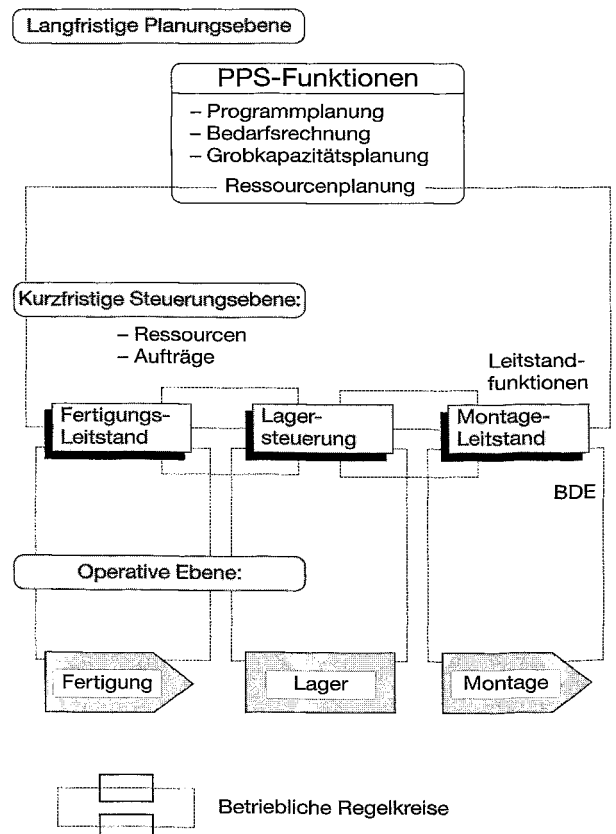 Langfristige Planungsebene
PPS-Funktionen
– Programmplanung
– Bedarfsrechnung
– Grobkapazitätsplanung
Ressourcenplanung
Kurzfristige Steuerungsebene:
– Ressourcen
– Aufträge
Leitstand-
funktionen
Fertigungs-
Leitstand
Lager-
steuerung
Montage-
Leitstand
BDE
Operative Ebene:
Fertigung
Lager
Montage
Betriebliche Regelkreise